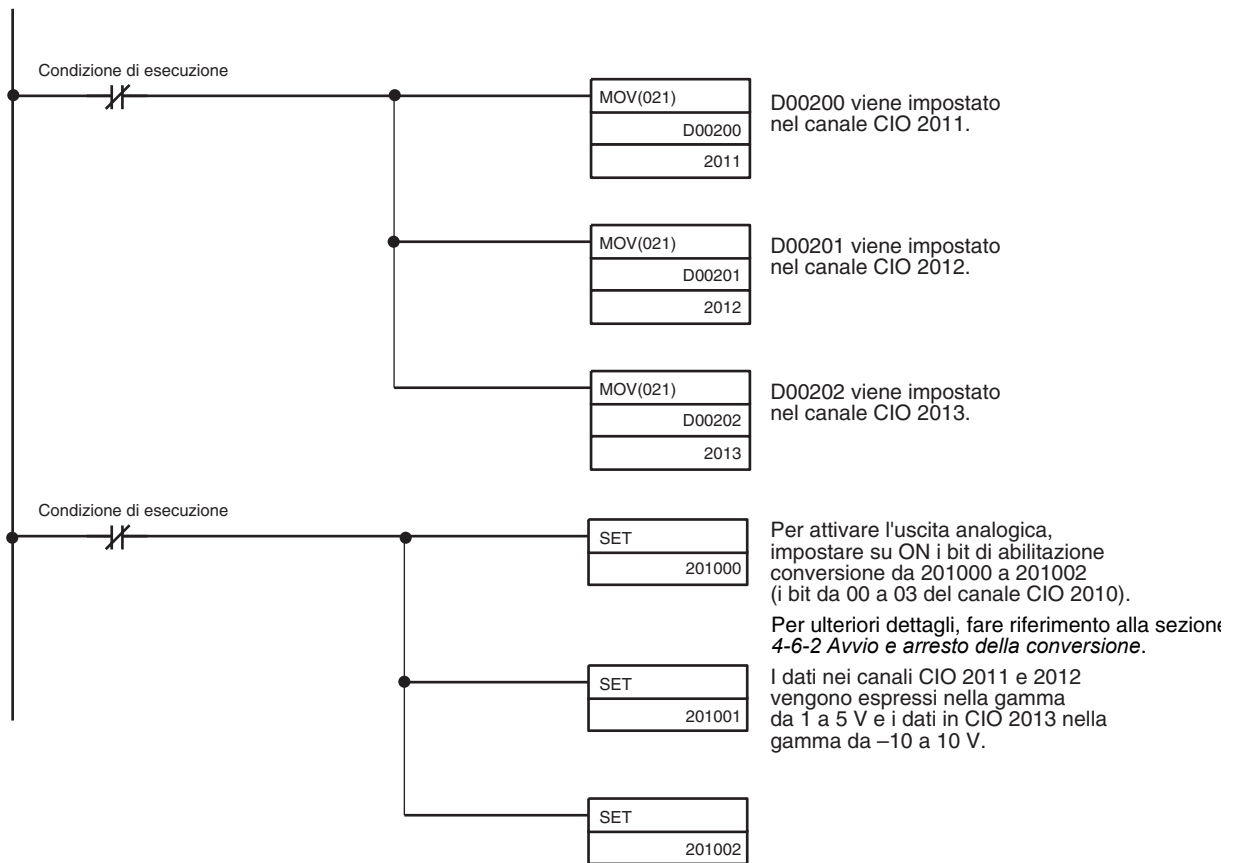 Condizione di esecuzione
MOV(021)
D00200
2011
D00200 viene impostato
nel canale CIO 2011.
MOV(021)
D00201
2012
D00201 viene impostato
nel canale CIO 2012.
MOV(021)
D00202
2013
D00202 viene impostato
nel canale CIO 2013.
Condizione di esecuzione
SET
201000
Per attivare l'uscita analogica,
impostare su ON i bit di abilitazione
conversione da 201000 a 201002
(i bit da 00 a 03 del canale CIO 2010).
Per ulteriori dettagli, fare riferimento alla sezione
4-6-2 Avvio e arresto della conversione.
SET
201001
I dati nei canali CIO 2011 e 2012
vengono espressi nella gamma
da 1 a 5 V e i dati in CIO 2013 nella
gamma da –10 a 10 V.
SET
201002